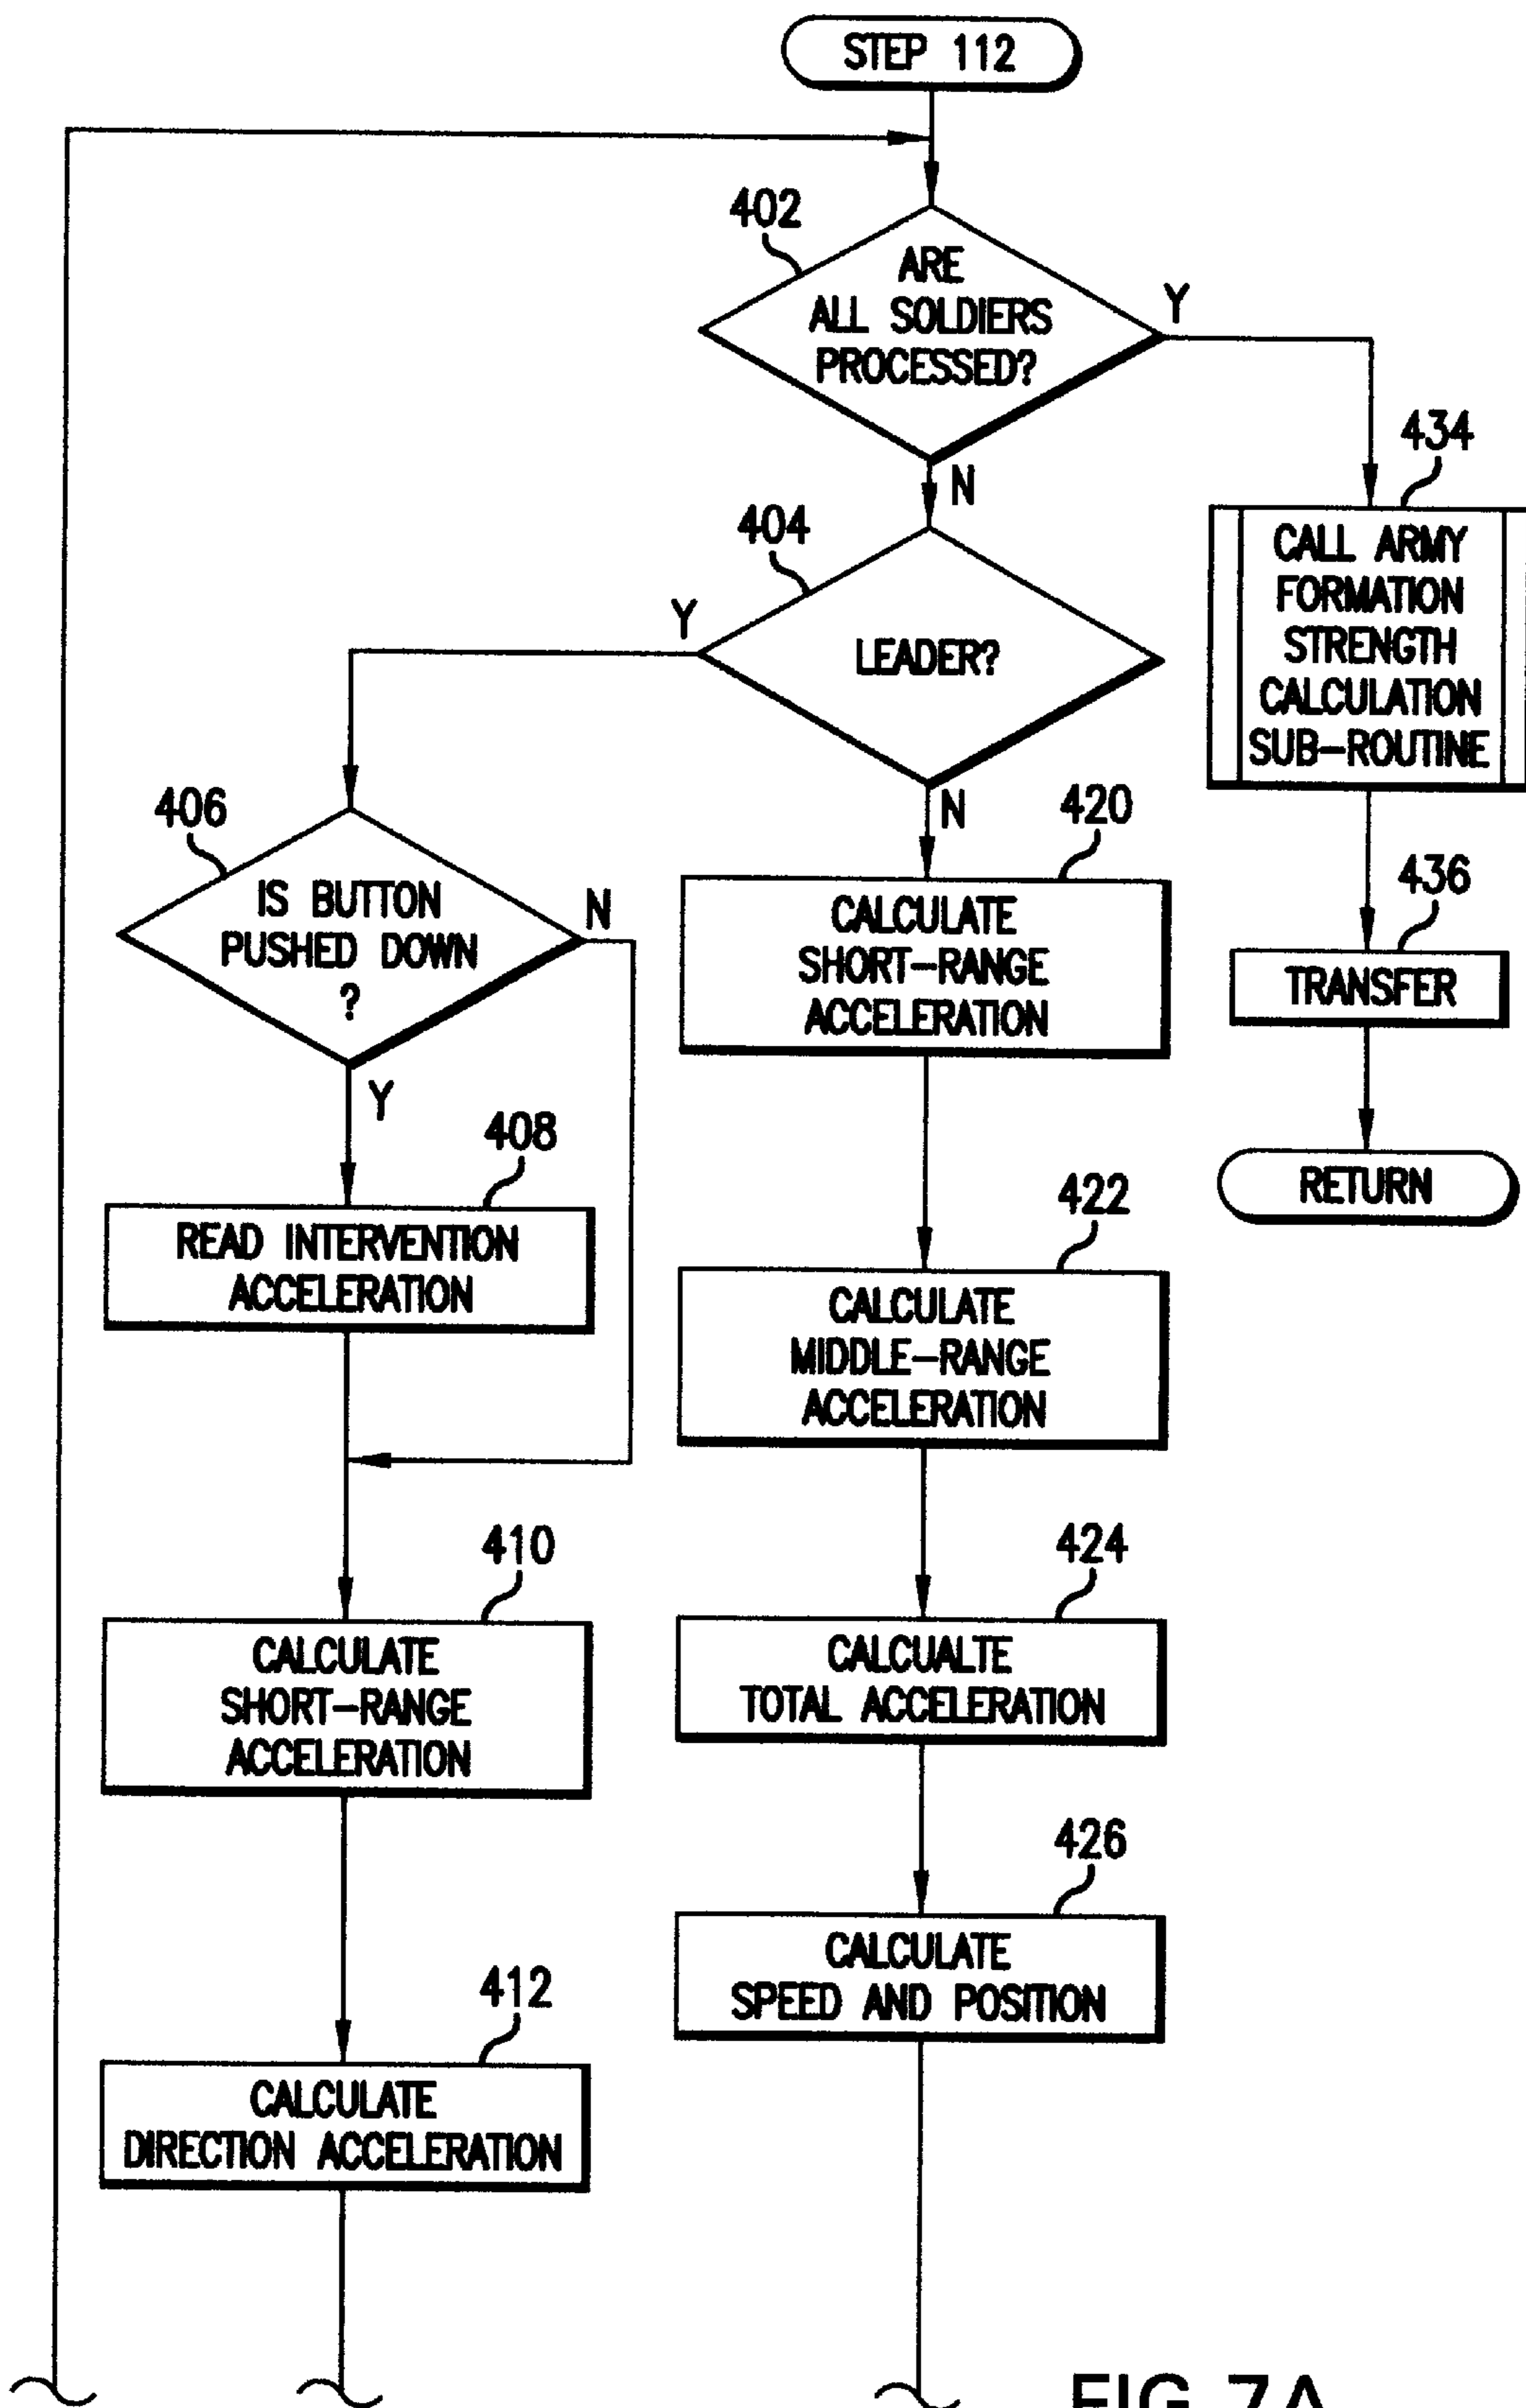 STEP 112
402
ARE
ALL SOLDIERS
PROCESSED?
Y
N
434
CALL ARMY
FORMATION
STRENGTH
CALCULATION
SUB-ROUTINE
404
LEADER?
Y
N
436
TRANSFER
RETURN
406
IS BUTTON
PUSHED DOWN
?
N
Y
408
READ INTERVENTION
ACCELERATION
410
CALCULATE
SHORT-RANGE
ACCELERATION
412
CALCULATE
DIRECTION ACCELERATION
420
CALCULATE
SHORT-RANGE
ACCELERATION
422
CALCULATE
MIDDLE-RANGE
ACCELERATION
424
CALCUALTE
TOTAL ACCELERATION
426
CALCULATE
SPEED AND POSITION
FIG. 7A